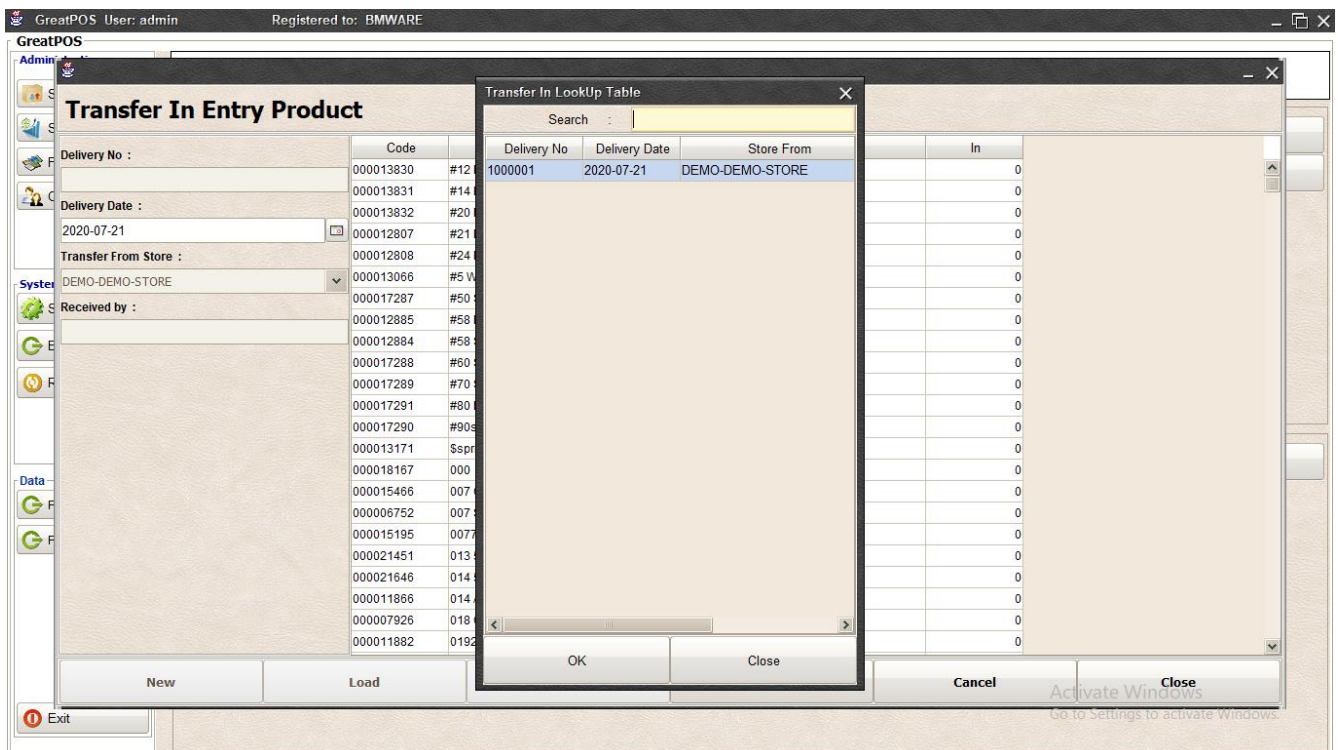 GreatPOS User: admin Registered to: BMWARE
GreatPOS
Transfer In Entry Product
Delivery No :
Delivery Date :
2020-07-21
Transfer From Store :
DEMO-DEMO-STORE
Received by :
Code In
000013830 #12 0
000013831 #14 0
000013832 #20 0
000012807 #21 0
000012808 #24 0
000013066 #5 W 0
000017287 #50 0
000012885 #58 0
000012884 #58 0
000017288 #60 0
000017289 #70 0
000017291 #80 0
000017290 #90s 0
000013171 $spr 0
000018167 000 0
000015466 007 0
000006752 007 0
000015195 0077 0
000021451 013 0
000021646 014 0
000011866 014 0
000007926 018 0
000011882 0192 0
Transfer In LookUp Table
Search :
Delivery No Delivery Date Store From
1000001 2020-07-21 DEMO-DEMO-STORE
OK Close
New Load Cancel Close
Data
Exit
Activate Windows
Go to Settings to activate Windows.